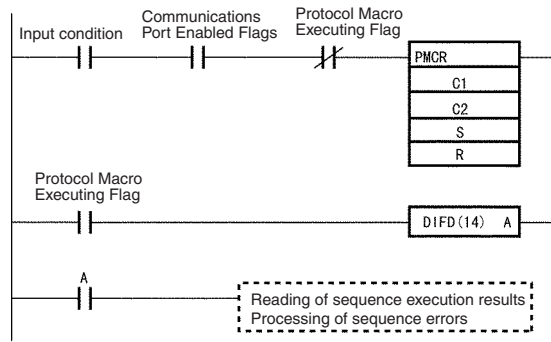 Input condition
Communications
Port Enabled Flags
Protocol Macro
Executing Flag
PMCR
C1
C2
S
R
Protocol Macro
Executing Flag
DIFD(14) A
A
Reading of sequence execution results
Processing of sequence errors